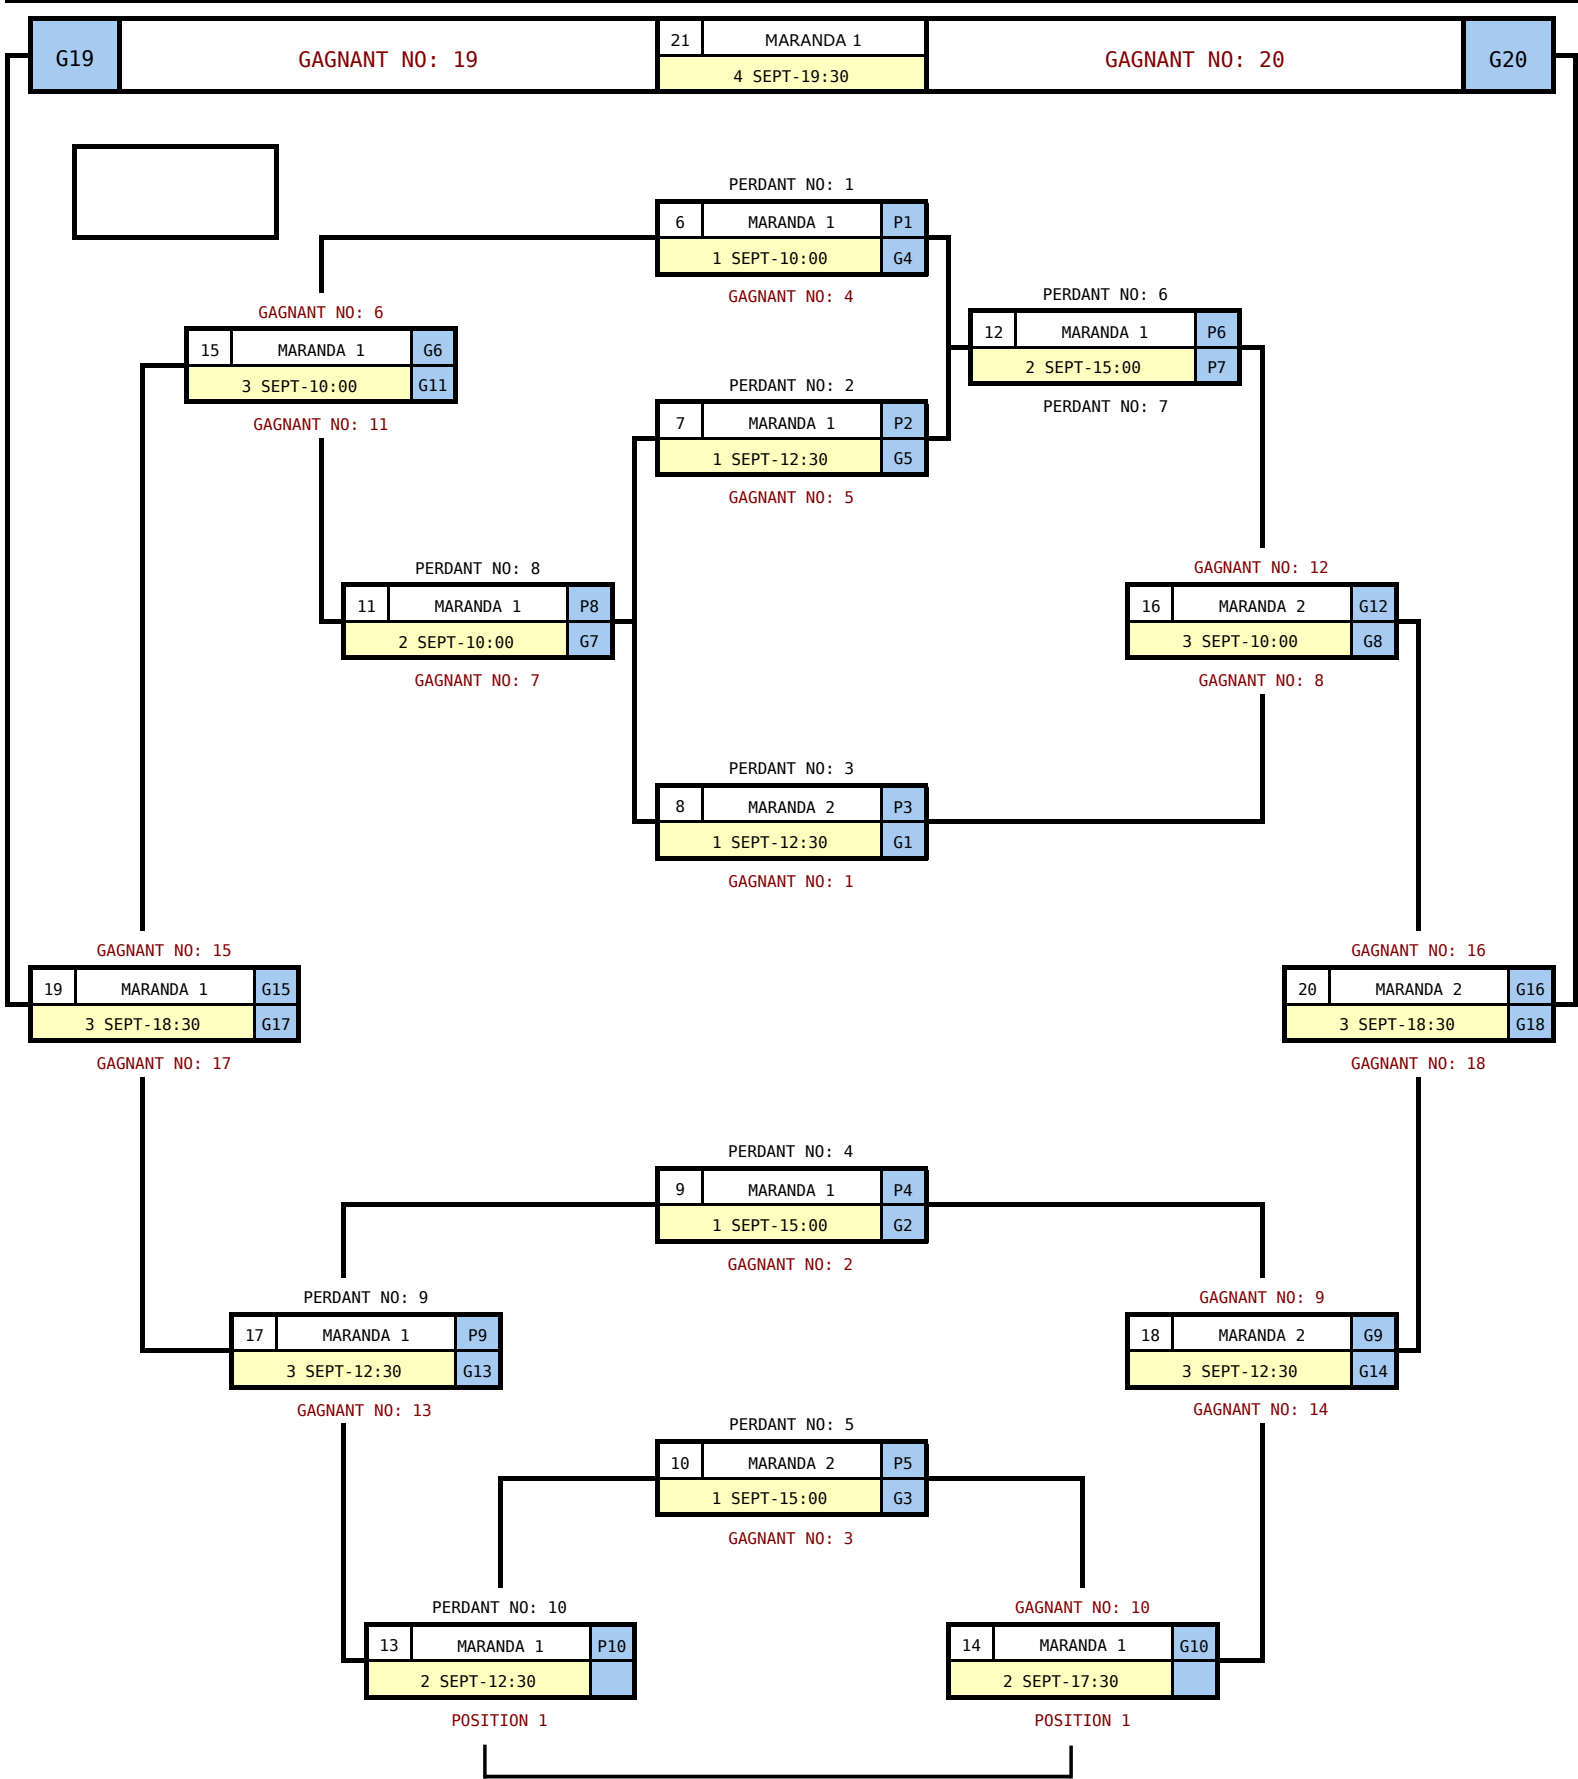 G19 GAGNANT NO: 19 21 MARANDA 1 GAGNANT NO: 20 G20
4 SEPT-19:30
PERDANT NO: 1
6 MARANDA 1 P1
1 SEPT-10:00 G4
GAGNANT NO: 4
PERDANT NO: 6
12 MARANDA 1 P6
2 SEPT-15:00 P7
PERDANT NO: 7
GAGNANT NO: 6
15 MARANDA 1 G6
3 SEPT-10:00 G11
GAGNANT NO: 11
PERDANT NO: 2
7 MARANDA 1 P2
1 SEPT-12:30 G5
GAGNANT NO: 5
PERDANT NO: 8
11 MARANDA 1 P8
2 SEPT-10:00 G7
GAGNANT NO: 7
GAGNANT NO: 12
16 MARANDA 2 G12
3 SEPT-10:00 G8
GAGNANT NO: 8
PERDANT NO: 3
8 MARANDA 2 P3
1 SEPT-12:30 G1
GAGNANT NO: 1
GAGNANT NO: 15
19 MARANDA 1 G15
3 SEPT-18:30 G17
GAGNANT NO: 17
GAGNANT NO: 16
20 MARANDA 2 G16
3 SEPT-18:30 G18
GAGNANT NO: 18
PERDANT NO: 4
9 MARANDA 1 P4
1 SEPT-15:00 G2
GAGNANT NO: 2
PERDANT NO: 9
17 MARANDA 1 P9
3 SEPT-12:30 G13
GAGNANT NO: 13
GAGNANT NO: 9
18 MARANDA 2 G9
3 SEPT-12:30 G14
GAGNANT NO: 14
PERDANT NO: 5
10 MARANDA 2 P5
1 SEPT-15:00 G3
GAGNANT NO: 3
PERDANT NO: 10
13 MARANDA 1 P10
2 SEPT-12:30
POSITION 1
GAGNANT NO: 10
14 MARANDA 1 G10
2 SEPT-17:30
POSITION 1